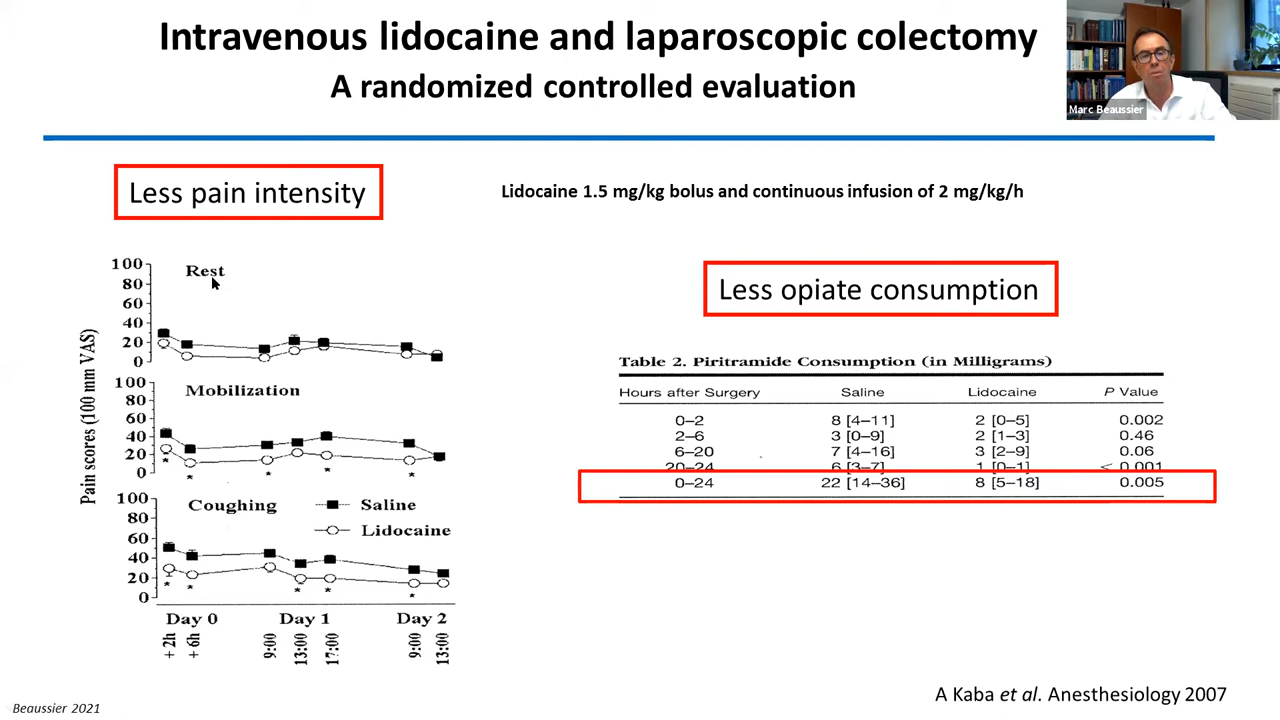 Intravenous lidocaine and laparoscopic colectomy
A randomized controlled evaluation
Marc Beaussier
Less pain intensity
Lidocaine 1.5 mg/kg bolus and continuous infusion of 2 mg/kg/h
Less opiate consumption
Pain scores (100 mm VAS)
100
80
60
40
20
0
Rest
100
80
60
40
20
0
Mobilization
* * * * *
100
80
60
40
20
0
Coughing
Saline
Lidocaine
* * * * *
Day 0 Day 1 Day 2
+ 2h + 6h 9:00 13:00 17:00 9:00 13:00
Table 2. Piritramide Consumption (in Milligrams)
Hours after Surgery Saline Lidocaine P Value
0–2 8 [4–11] 2 [0–5] 0.002
2–6 3 [0–9] 2 [1–3] 0.46
6–20 7 [4–16] 3 [2–9] 0.06
20–24 6 [3–7] 1 [0–1] < 0.001
0–24 22 [14–36] 8 [5–18] 0.005
A Kaba et al. Anesthesiology 2007
Beaussier 2021